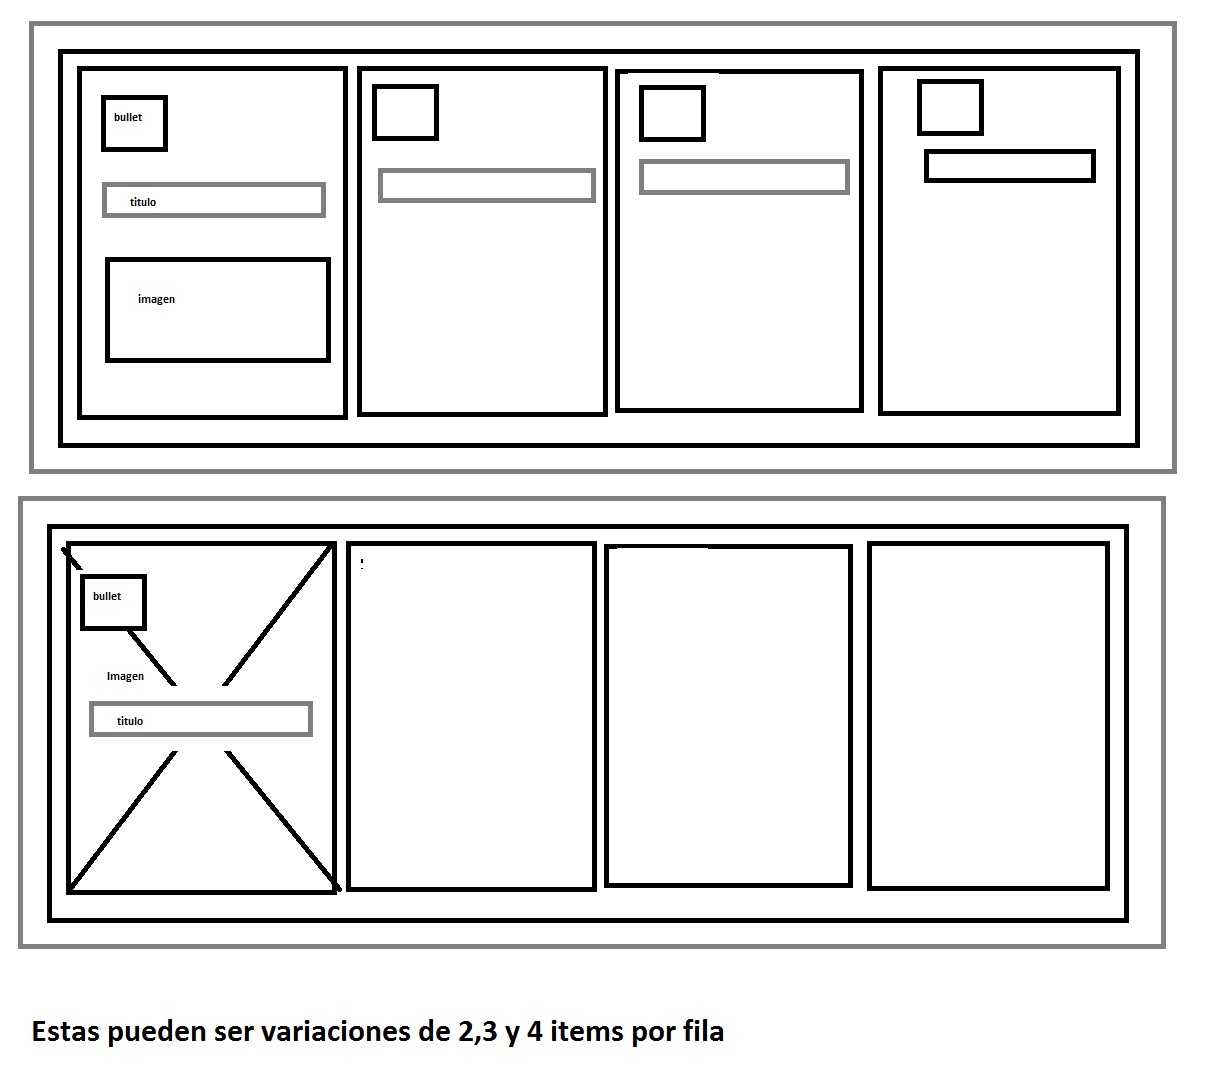 bullet
titulo
imagen
bullet
Imagen
titulo
Estas pueden ser variaciones de 2,3 y 4 items por fila